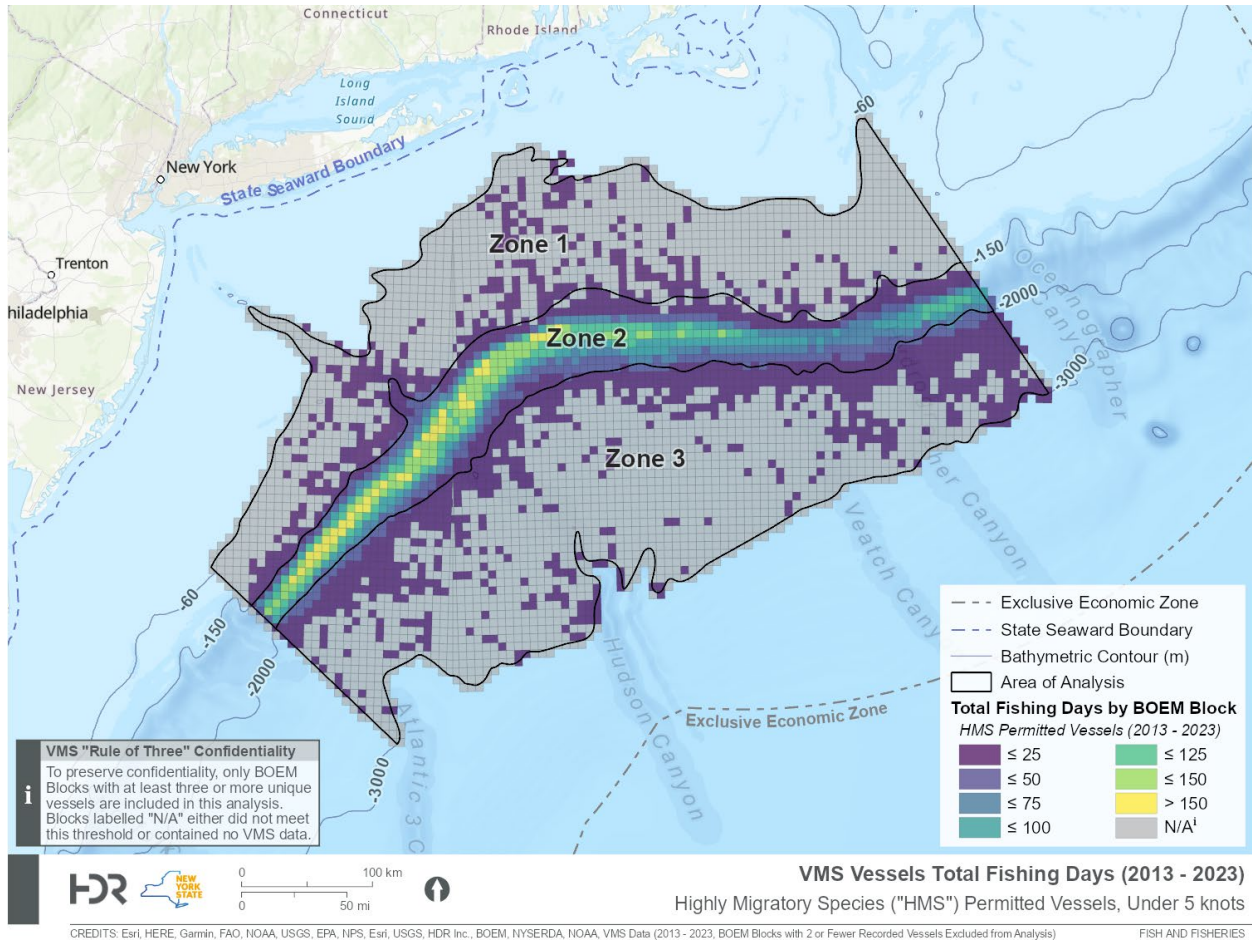 Connecticut
Rhode Island
Long
Island
Sound
New York
State Seaward Boundary
-60
Zone 1
-150
Oceanographer
Canyon
Trenton
-2000
hiladelphia
Zone 2
-3000
New Jersey
Zone 3
her Canyon
Veatch Cany
-60
-150
-2000
Hudson Canyon
Exclusive Economic Zone
Atlantic 3 C
-3000
Exclusive Economic Zone
State Seaward Boundary
Bathymetric Contour (m)
Area of Analysis
Total Fishing Days by BOEM Block
HMS Permitted Vessels (2013 - 2023)
≤ 25
≤ 50
≤ 75
≤ 100
≤ 125
≤ 150
> 150
N/Aⁱ
i
VMS "Rule of Three" Confidentiality
To preserve confidentiality, only BOEM
Blocks with at least three or more unique
vessels are included in this analysis.
Blocks labelled "N/A" either did not meet
this threshold or contained no VMS data.
HDR
NEW
YORK
STATE
0 100 km
0 50 mi
VMS Vessels Total Fishing Days (2013 - 2023)
Highly Migratory Species ("HMS") Permitted Vessels, Under 5 knots
CREDITS: Esri, HERE, Garmin, FAO, NOAA, USGS, EPA, NPS, Esri, USGS, HDR Inc., BOEM, NYSERDA, NOAA, VMS Data (2013 - 2023, BOEM Blocks with 2 or Fewer Recorded Vessels Excluded from Analysis)
FISH AND FISHERIES